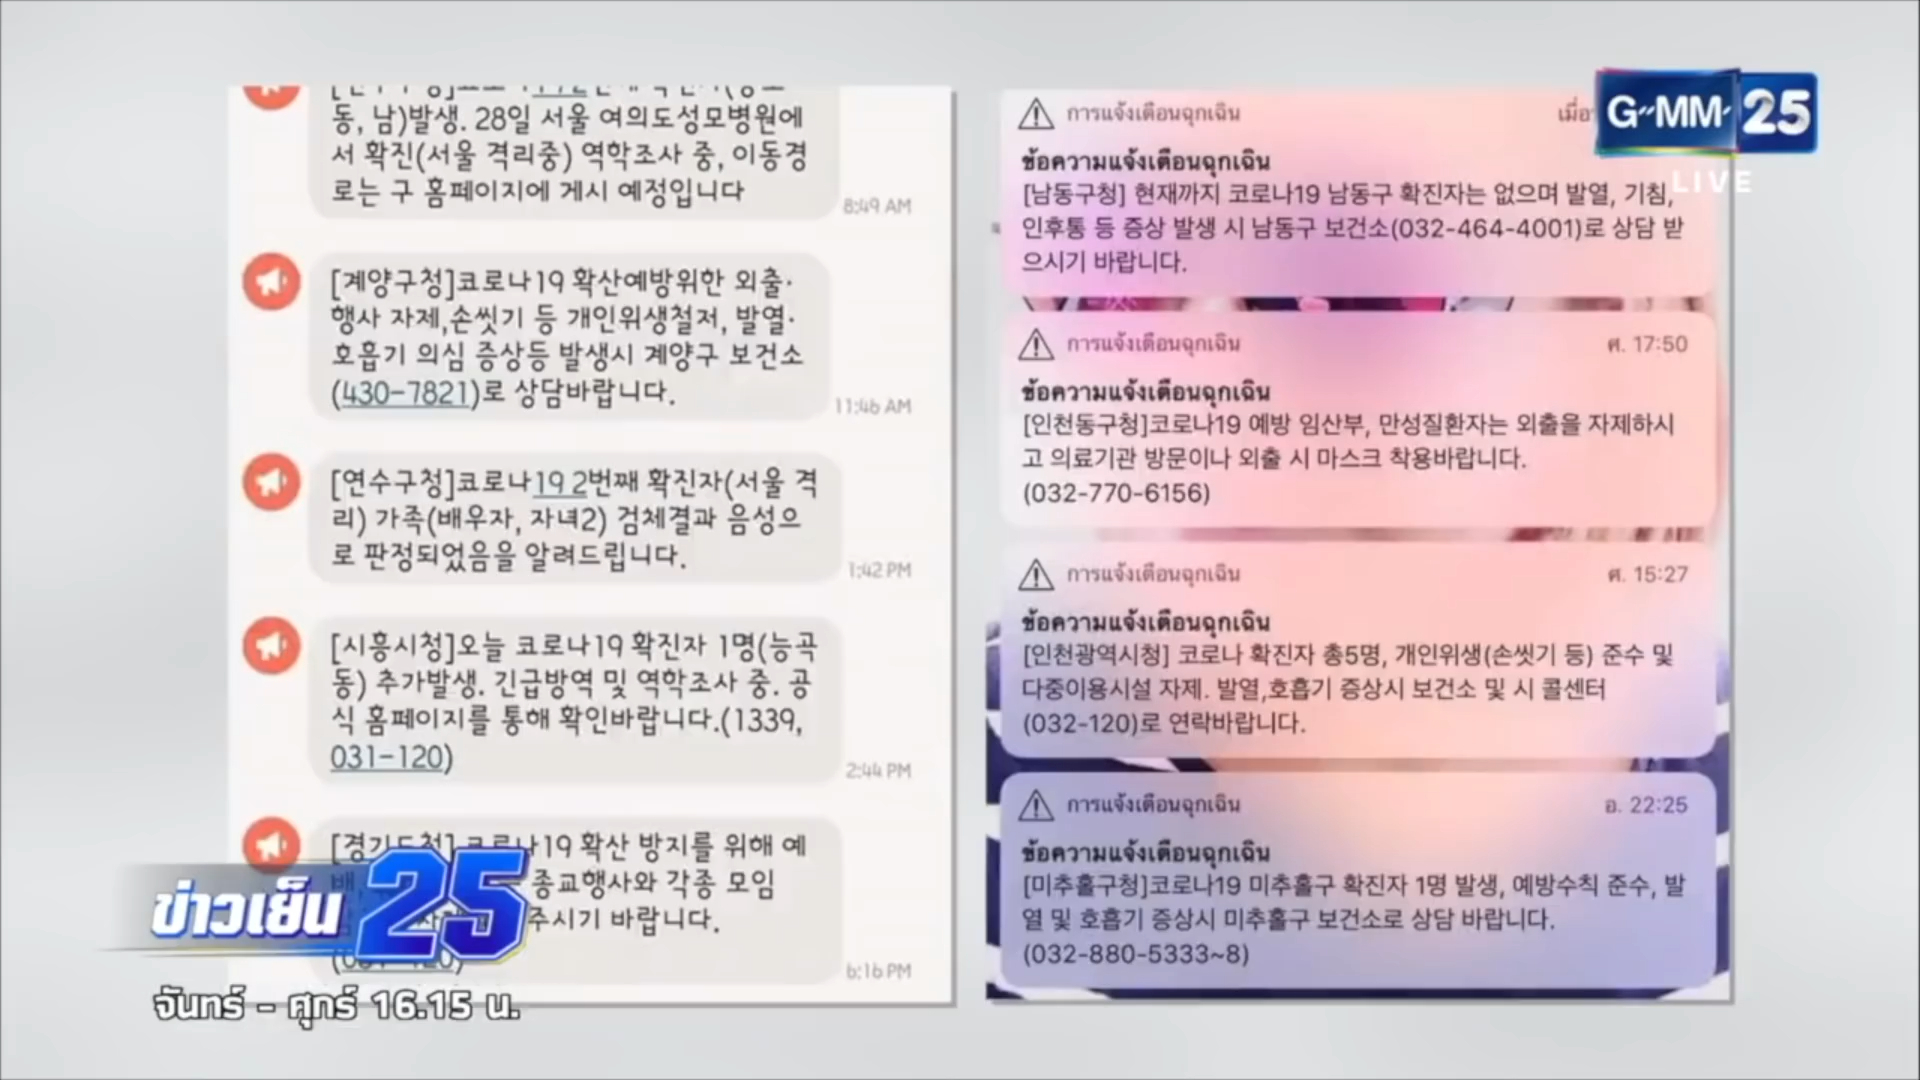 동, 남)발생. 28일 서울 여의도성모병원에
서 확진(서울 격리중) 역학조사 중, 이동경
로는 구 홈페이지에 게시 예정입니다
8:49 AM
[계양구청]코로나19 확산예방위한 외출·
행사 자제,손씻기 등 개인위생철저, 발열·
호흡기 의심 증상등 발생시 계양구 보건소
(430-7821)로 상담바랍니다.
11:46 AM
[연수구청]코로나19 2번째 확진자(서울 격
리) 가족(배우자, 자녀2) 검체결과 음성으
로 판정되었음을 알려드립니다.
1:42 PM
[시흥시청]오늘 코로나19 확진자 1명(능곡
동) 추가발생. 긴급방역 및 역학조사 중. 공
식 홈페이지를 통해 확인바랍니다.(1339,
031-120)
2:44 PM
[경기도청] 코로나19 확산 방지를 위해 예
종교행사와 각종 모임
주시기 바랍니다.
6:16 PM
การแจ้งเตือนฉุกเฉิน
ข้อความแจ้งเตือนฉุกเฉิน
[남동구청] 현재까지 코로나19 남동구 확진자는 없으며 발열, 기침,
인후통 등 증상 발생 시 남동구 보건소(032-464-4001)로 상담 받
으시기 바랍니다.
การแจ้งเตือนฉุกเฉิน ศ. 17:50
ข้อความแจ้งเตือนฉุกเฉิน
[인천동구청]코로나19 예방 임산부, 만성질환자는 외출을 자제하시
고 의료기관 방문이나 외출 시 마스크 착용바랍니다.
(032-770-6156)
การแจ้งเตือนฉุกเฉิน ศ. 15:27
ข้อความแจ้งเตือนฉุกเฉิน
[인천광역시청] 코로나 확진자 총5명, 개인위생(손씻기 등) 준수 및
다중이용시설 자제. 발열,호흡기 증상시 보건소 및 시 콜센터
(032-120)로 연락바랍니다.
การแจ้งเตือนฉุกเฉิน อ. 22:25
ข้อความแจ้งเตือนฉุกเฉิน
[미추홀구청]코로나19 미추홀구 확진자 1명 발생, 예방수칙 준수, 발
열 및 호흡기 증상시 미추홀구 보건소로 상담 바랍니다.
(032-880-5333~8)
GMM 25
LIVE
ข่าวเย็น 25
จันทร์ - ศุกร์ 16.15 น.